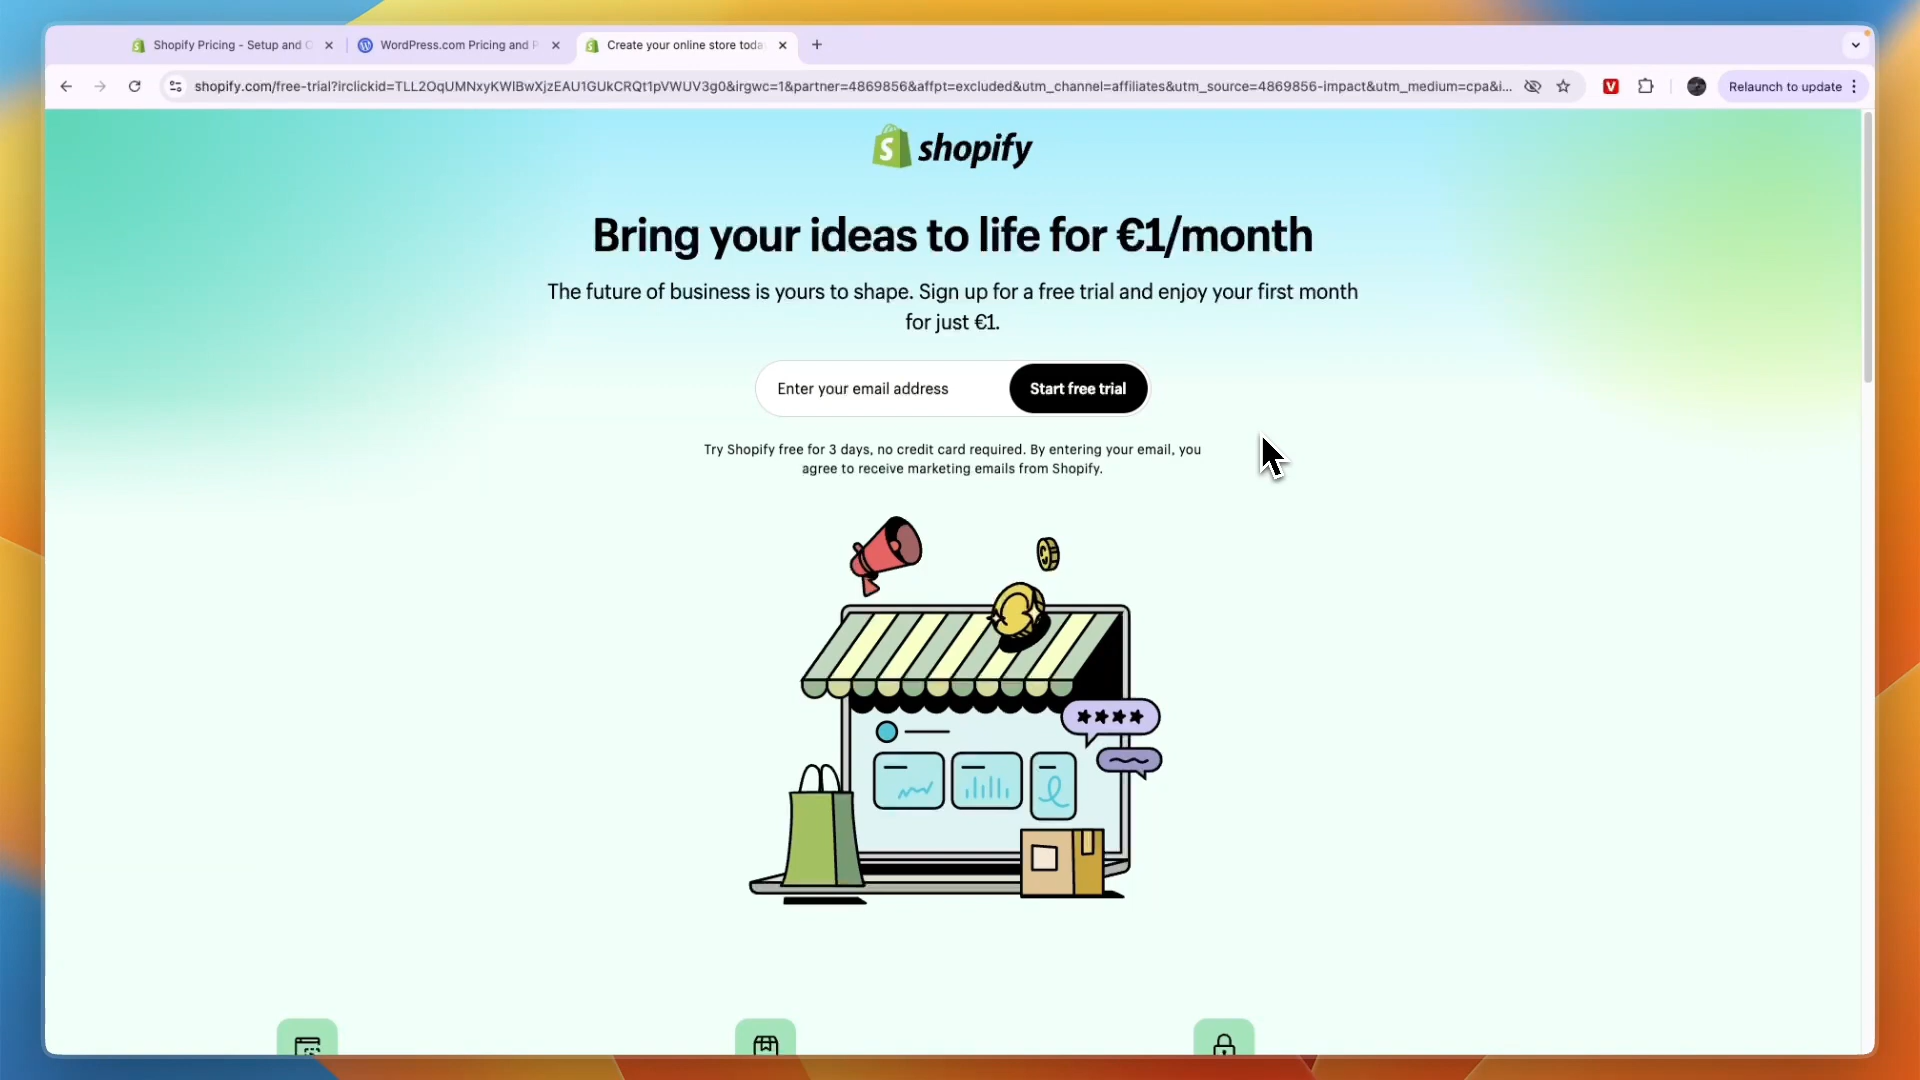 Shopify Pricing - Setup and
WordPress.com Pricing and
Create your online store toda
shopify.com/free-trial?irclickid=TLL2OqUMNxyKWIBwXjzEAU1GUkCRQt1pVWUV3g0&irgwc=1&partner=4869856&affpt=excluded&utm_channel=affiliates&utm_source=4869856-impact&utm_medium=cpa&i...
Relaunch to update
shopify
Bring your ideas to life for €1/month
The future of business is yours to shape. Sign up for a free trial and enjoy your first month
for just €1.
Enter your email address
Start free trial
Try Shopify free for 3 days, no credit card required. By entering your email, you
agree to receive marketing emails from Shopify.